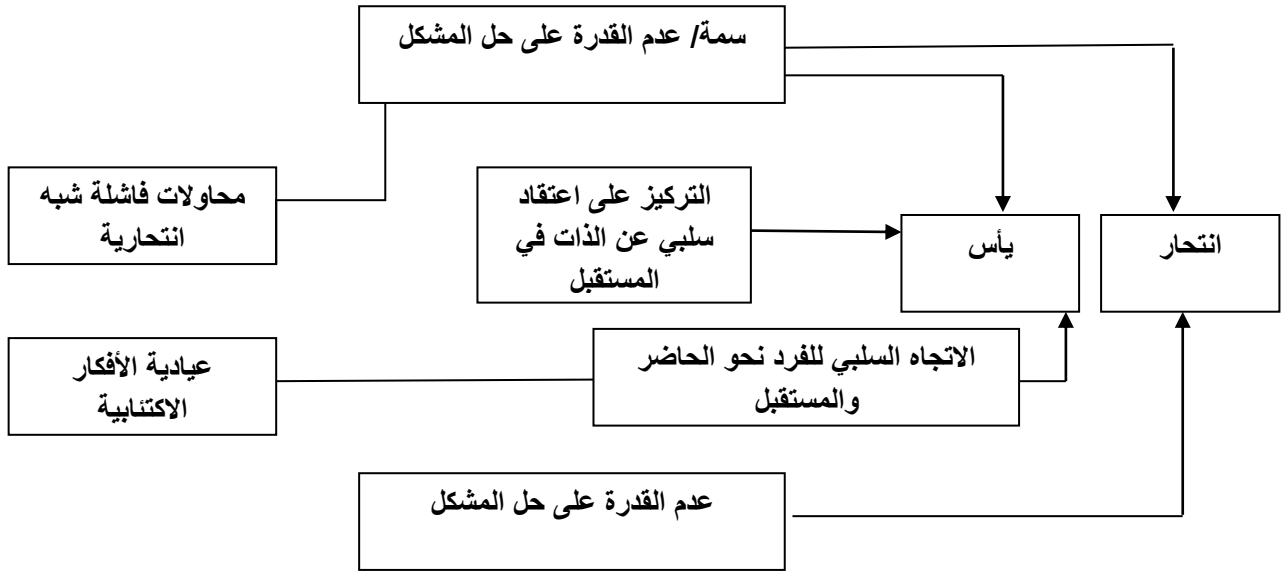 سمة/ عدم القدرة على حل المشكل
محاولات فاشلة شبه
انتحارية
التركيز على اعتقاد
سلبي عن الذات في
المستقبل
يأس
انتحار
عيادية الأفكار
الاكتئابية
الاتجاه السلبي للفرد نحو الحاضر
والمستقبل
عدم القدرة على حل المشكل